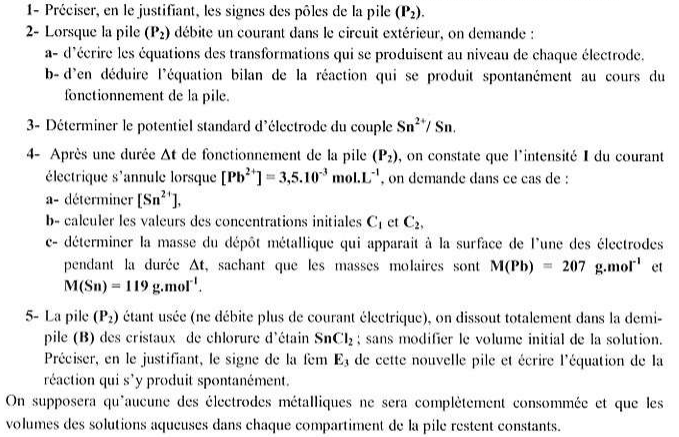 1- Préciser, en le justifiant, les signes des pôles de la pile (P₂).
2- Lorsque la pile (P₂) débite un courant dans le circuit extérieur, on demande :
a- d'écrire les équations des transformations qui se produisent au niveau de chaque électrode.
b- d'en déduire l'équation bilan de la réaction qui se produit spontanément au cours du
fonctionnement de la pile.
3- Déterminer le potentiel standard d'électrode du couple Sn²⁺/ Sn.
4- Après une durée Δt de fonctionnement de la pile (P₂), on constate que l'intensité I du courant
électrique s'annule lorsque [Pb²⁺] = 3,5.10⁻³ mol.L⁻¹, on demande dans ce cas de :
a- déterminer [Sn²⁺],
b- calculer les valeurs des concentrations initiales C₁ et C₂,
c- déterminer la masse du dépôt métallique qui apparait à la surface de l'une des électrodes
pendant la durée Δt, sachant que les masses molaires sont M(Pb) = 207 g.mol⁻¹ et
M(Sn) = 119 g.mol⁻¹.
5- La pile (P₂) étant usée (ne débite plus de courant électrique), on dissout totalement dans la demi-
pile (B) des cristaux de chlorure d'étain SnCl₂ ; sans modifier le volume initial de la solution.
Préciser, en le justifiant, le signe de la fem E₃ de cette nouvelle pile et écrire l'équation de la
réaction qui s'y produit spontanément.
On supposera qu'aucune des électrodes métalliques ne sera complètement consommée et que les
volumes des solutions aqueuses dans chaque compartiment de la pile restent constants.